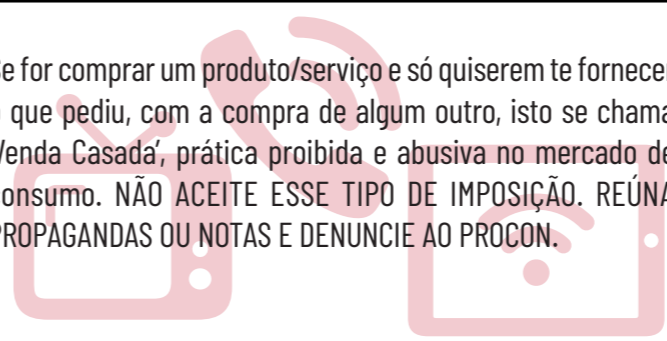 e for comprar um produto/serviço e só quiserem te fornecer
o que pediu, com a compra de algum outro, isto se chama
Venda Casada’, prática proibida e abusiva no mercado de
consumo. NÃO ACEITE ESSE TIPO DE IMPOSIÇÃO. REÚNA
PROPAGANDAS OU NOTAS E DENUNCIE AO PROCON.